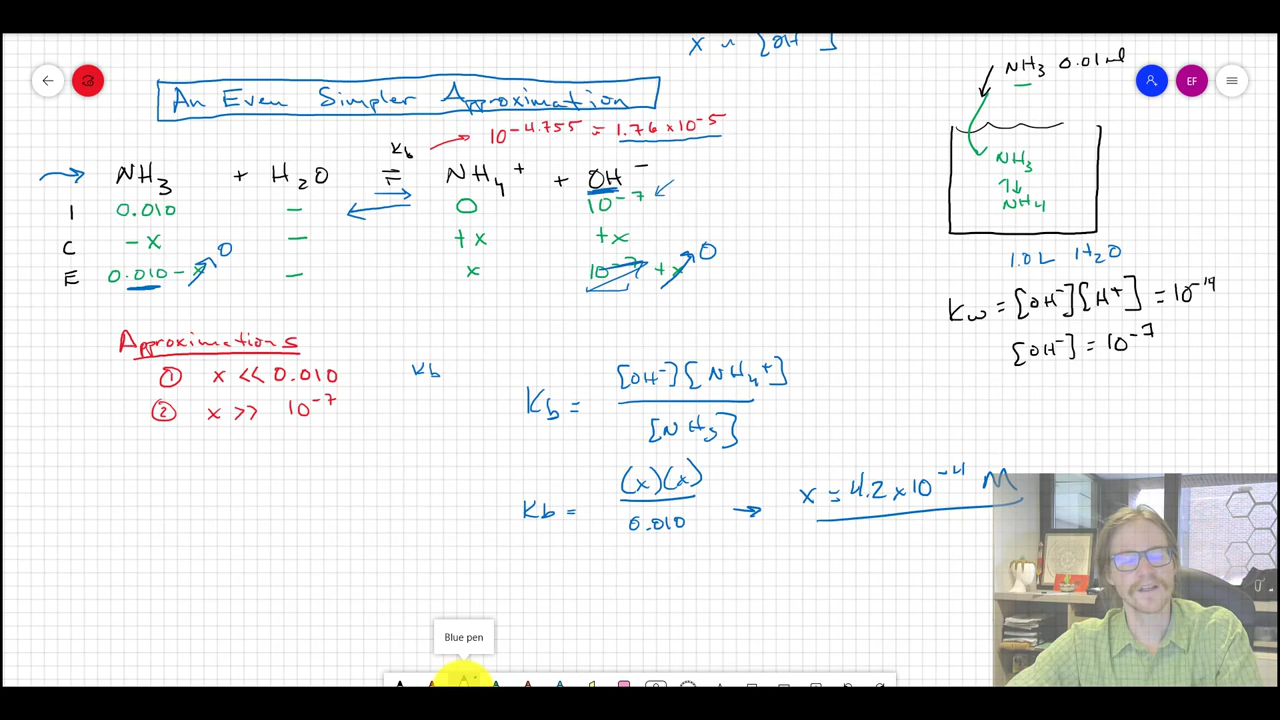 x ~ [OH ]
An Even Simpler Approximation
10-4.755 = 1.76 x 10-5
Kb
NH3 + H2O ⇌ NH4+ + OH-
I 0.010 - 0 10-7
C -x - +x +x
E 0.010 - x - x 10-7 + x
0
0
Approximations
① x << 0.010
② x >> 10-7
Kb
Kb = [OH-][NH4+]
[NH3]
Kb = (x)(x)
0.010
→ x = 4.2 x 10-4 M
NH3 0.01 mol
NH3
NH4
1.0 L H2O
Kw = [OH-][H+] = 10-14
[OH-] = 10-7
EF
Blue pen